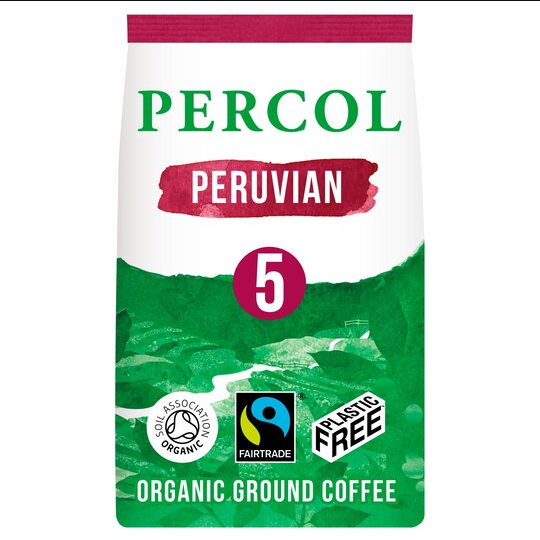 PERCOL
PERUVIAN
5
SOIL ASSOCIATION
ORGANIC
®
FAIRTRADE
PLASTIC
FREE
ORGANIC GROUND COFFEE